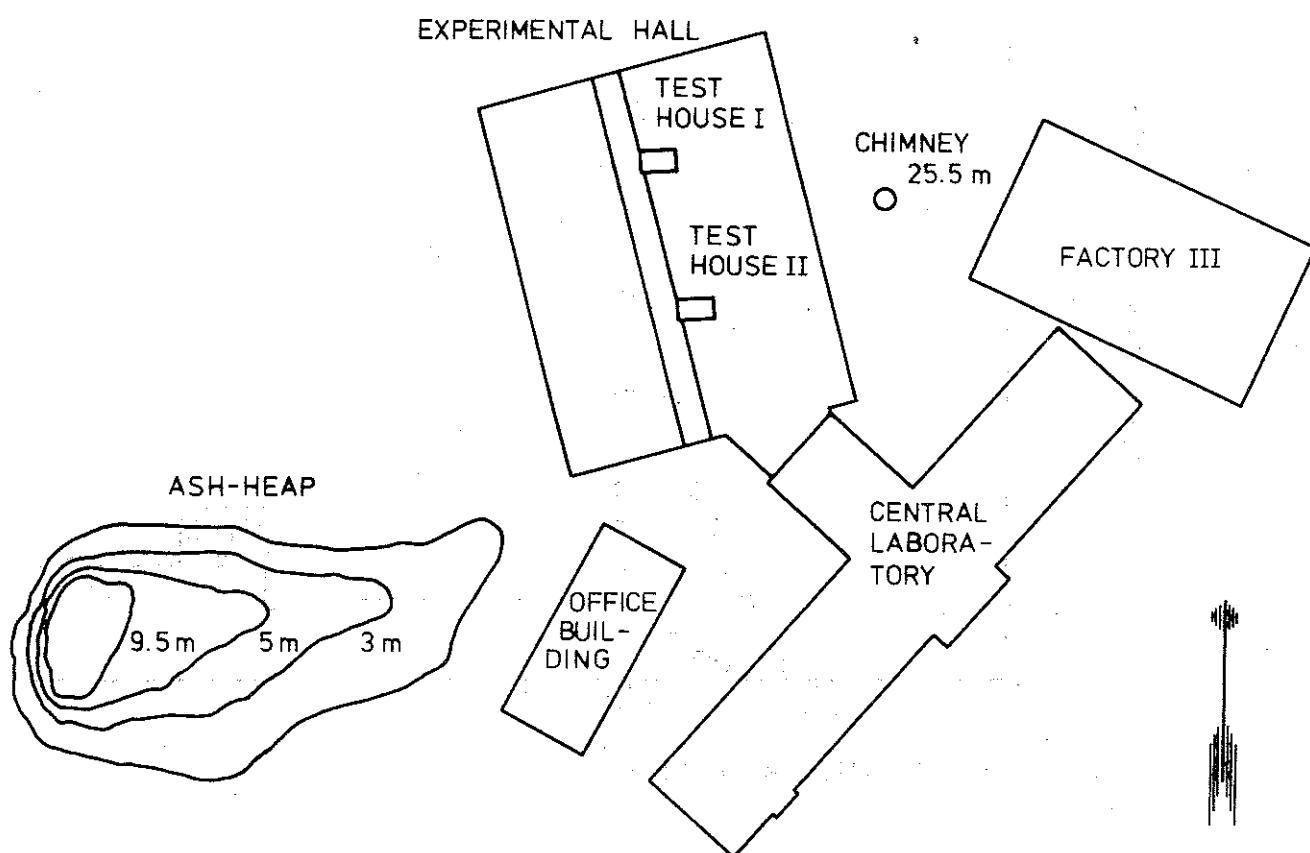 EXPERIMENTAL HALL
TEST
HOUSE I
CHIMNEY
25.5 m
TEST
HOUSE II
FACTORY III
ASH-HEAP
CENTRAL
LABORA-
TORY
OFFICE
BUIL-
DING
9.5 m
5 m
3 m